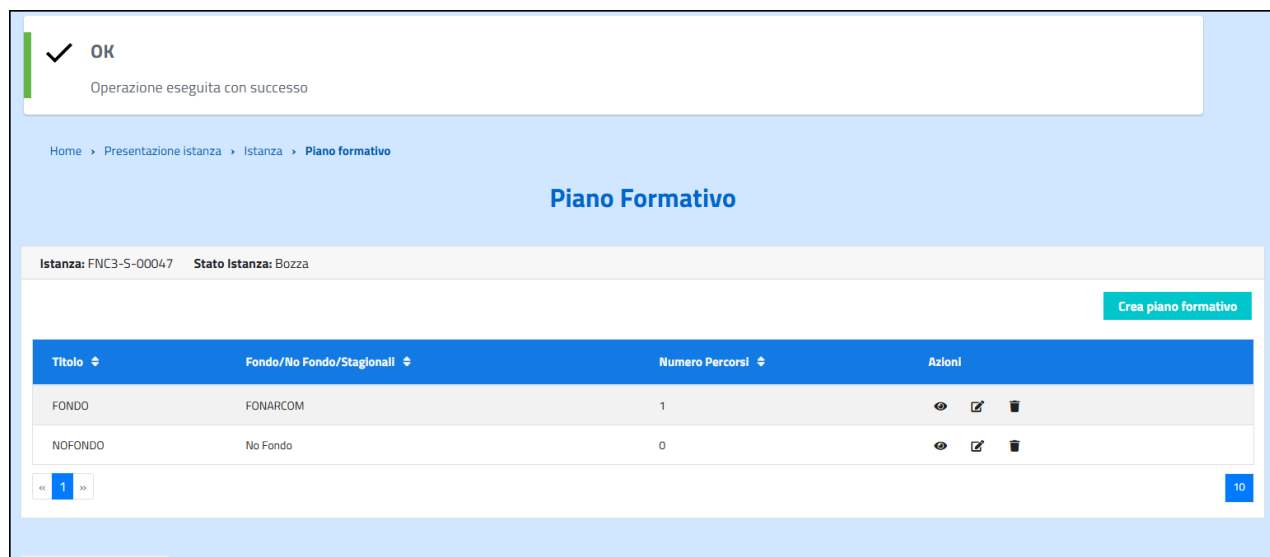 OK
Operazione eseguita con successo
Home › Presentazione istanza › Istanza › Piano formativo
Piano Formativo
Istanza: FNC3-S-00047 Stato Istanza: Bozza
Crea piano formativo
Titolo Fondo/No Fondo/Stagionali Numero Percorsi Azioni
FONDO FONARCOM 1
NOFONDO No Fondo 0
« 1 » 10